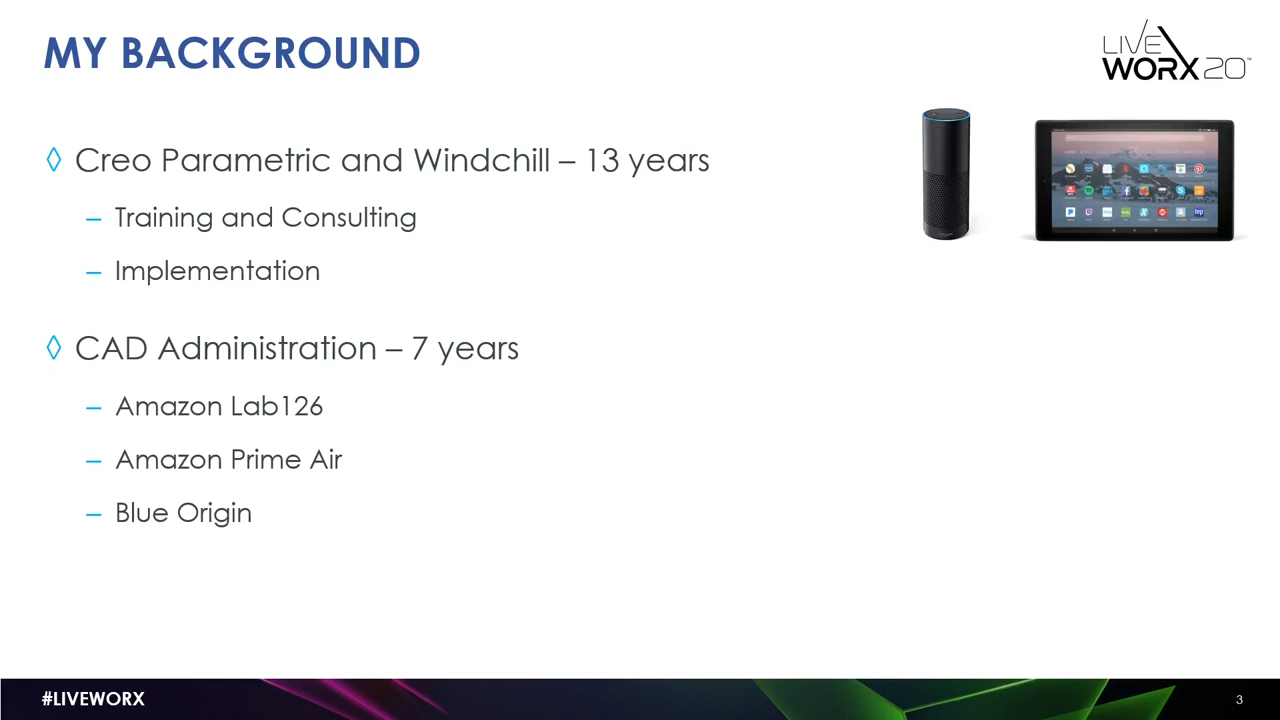 MY BACKGROUND
LIVE
WORX 20™
◊ Creo Parametric and Windchill – 13 years
– Training and Consulting
– Implementation
◊ CAD Administration – 7 years
– Amazon Lab126
– Amazon Prime Air
– Blue Origin
#LIVEWORX
3